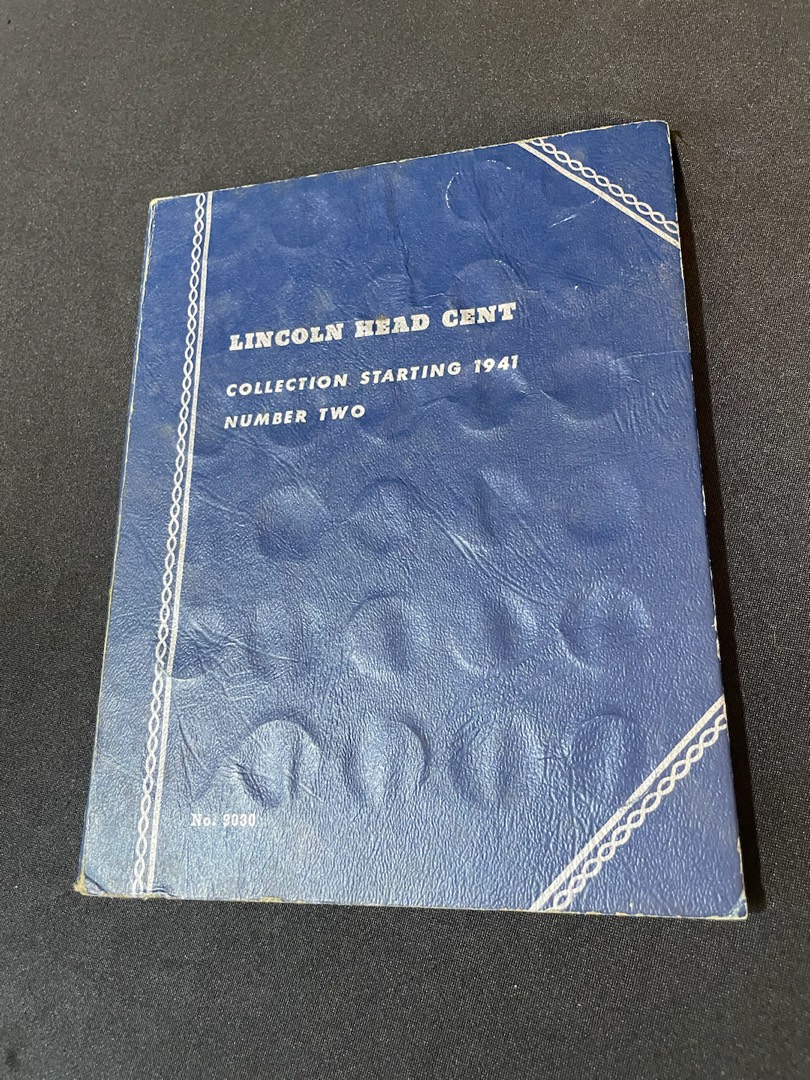 LINCOLN HEAD CENT
COLLECTION STARTING 1941
NUMBER TWO
No. 9030